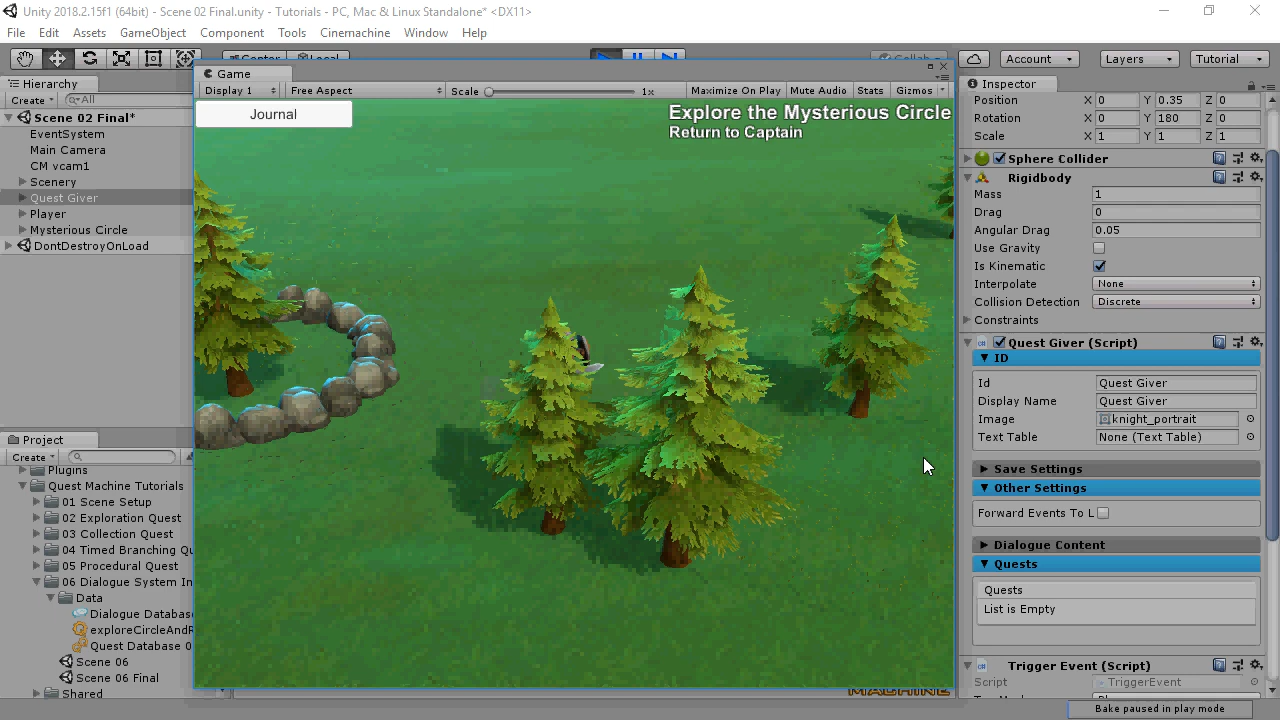 Unity 2018.2.15f1 (64bit) - Scene 02 Final.unity - Tutorials - PC, Mac & Linux Standalone* <DX11>
File Edit Assets GameObject Component Tools Cinemachine Window Help
Center Local Collab Account Layers Tutorial
Hierarchy
Create All
Scene 02 Final*
EventSystem
Main Camera
CM vcam1
Scenery
Quest Giver
Player
Mysterious Circle
DontDestroyOnLoad
Project
Create
Plugins
Quest Machine Tutorials
01 Scene Setup
02 Exploration Quest
03 Collection Quest
04 Timed Branching Qu
05 Procedural Quest
06 Dialogue System In
Data
Dialogue Databas
exploreCircleAndR
Quest Database 0
Scene 06
Scene 06 Final
Shared
Game
Display 1 Free Aspect Scale 1x Maximize On Play Mute Audio Stats Gizmos
Journal
Explore the Mysterious Circle
Return to Captain
MACHINE
Inspector
Position X 0 Y 0.35 Z 0
Rotation X 0 Y 180 Z 0
Scale X 1 Y 1 Z 1
Sphere Collider
Rigidbody
Mass 1
Drag 0
Angular Drag 0.05
Use Gravity
Is Kinematic
Interpolate None
Collision Detection Discrete
Constraints
Quest Giver (Script)
ID
Id Quest Giver
Display Name Quest Giver
Image knight_portrait
Text Table None (Text Table)
Save Settings
Other Settings
Forward Events To L
Dialogue Content
Quests
Quests
List is Empty
Trigger Event (Script)
Script TriggerEvent
Bake paused in play mode